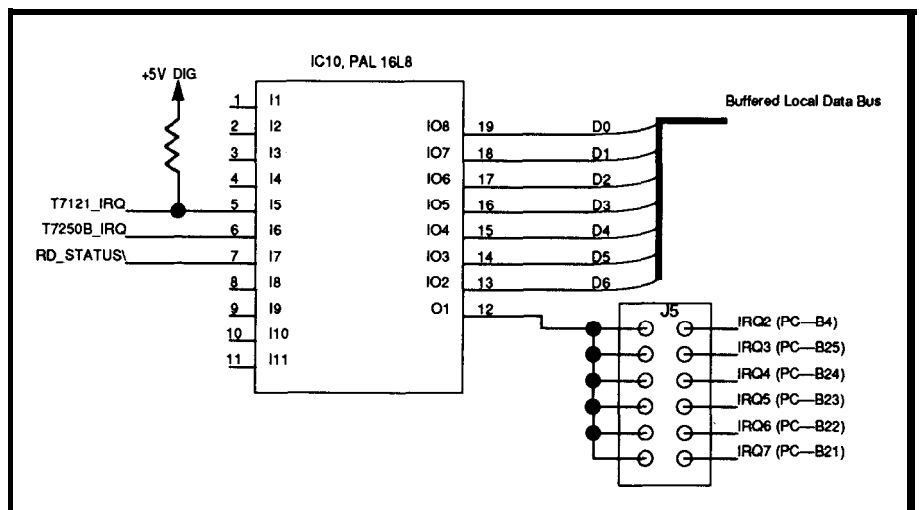 IC10, PAL 16L8
+5V DIG
Buffered Local Data Bus
1 I1
2 I2 IO8 19 D0
3 I3 IO7 18 D1
4 I4 IO6 17 D2
T7121_IRQ 5 I5 IO5 16 D3
T7250B_IRQ 6 I6 IO4 15 D4
RD_STATUS\ 7 I7 IO3 14 D5
8 I8 IO2 13 D6
9 I9 O1 12
10 I10
11 I11
J5
IRQ2 (PC—B4)
IRQ3 (PC—B25)
IRQ4 (PC—B24)
IRQ5 (PC—B23)
IRQ6 (PC—B22)
IRQ7 (PC—B21)